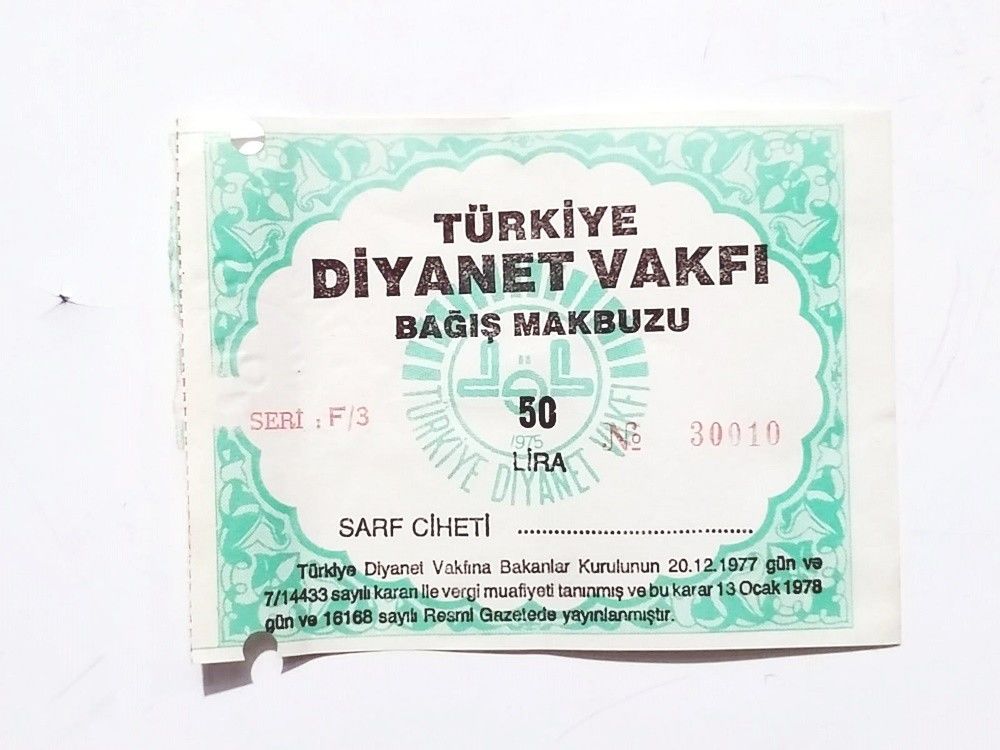 TÜRKİYE
DİYANET VAKFI
BAĞIŞ MAKBUZU
SERİ : F/3
50
LİRA
№ 30010
1975
TÜRKİYE DİYANET VAKFI
SARF CİHETİ ....................................
Türkiye Diyanet Vakfına Bakanlar Kurulunun 20.12.1977 gün ve
7/14433 sayılı kararı ile vergi muafiyeti tanınmış ve bu karar 13 Ocak 1978
gün ve 16168 sayılı Resmi Gazetede yayınlanmıştır.